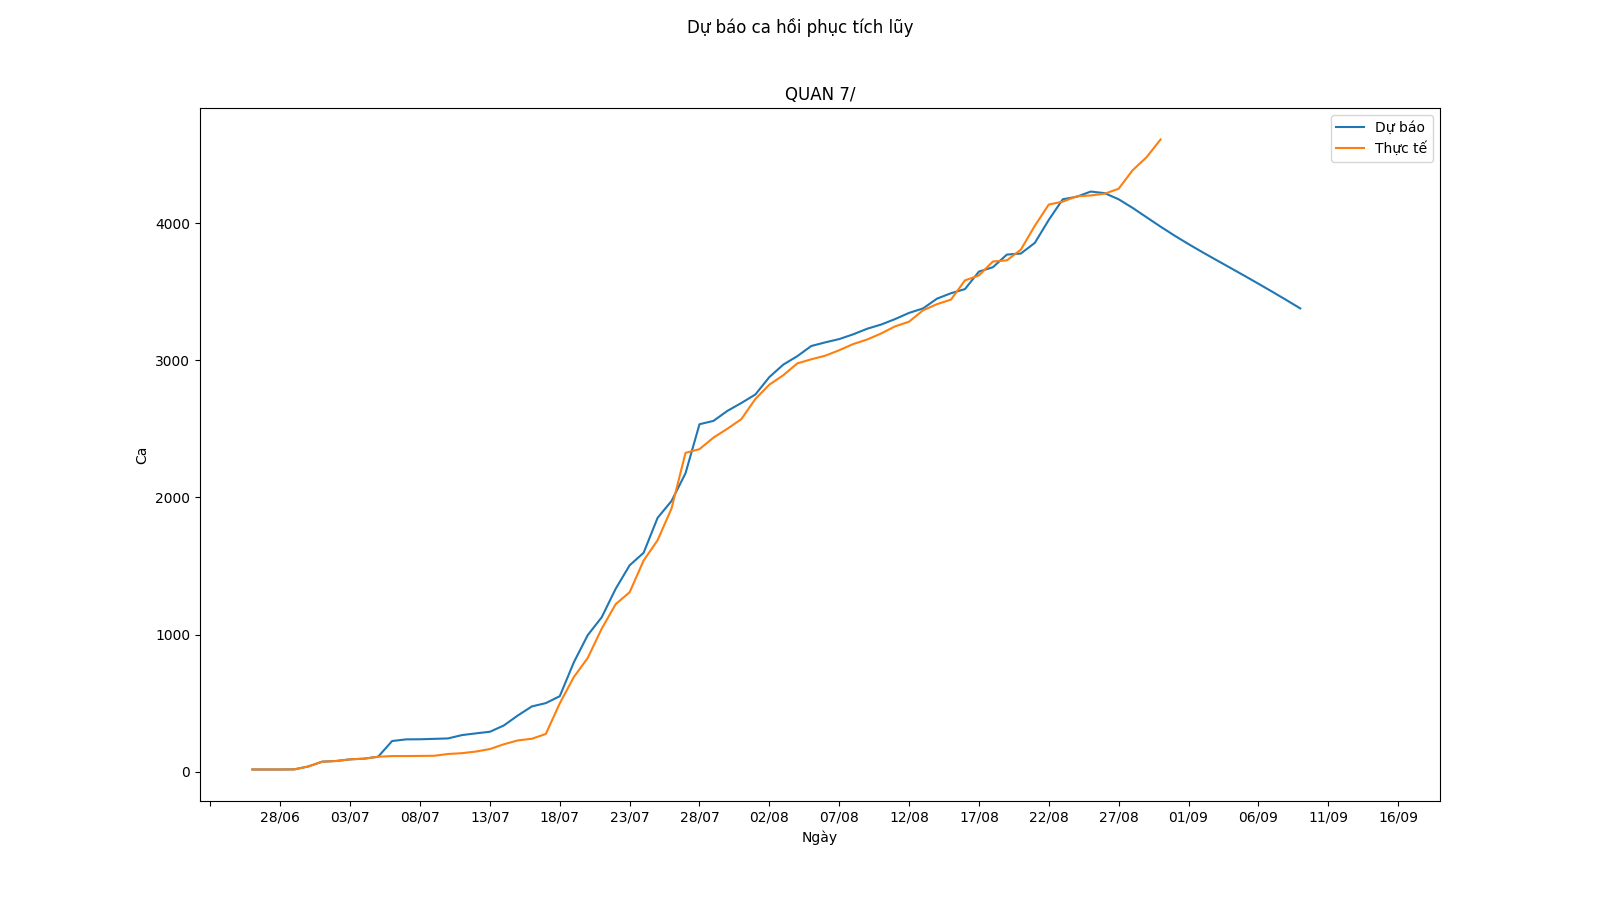 Dự báo ca hồi phục tích lũy
QUAN 7/
Dự báo
Thực tế
4000
3000
2000
1000
0
Ca
28/06 03/07 08/07 13/07 18/07 23/07 28/07 02/08 07/08 12/08 17/08 22/08 27/08 01/09 06/09 11/09 16/09
Ngày